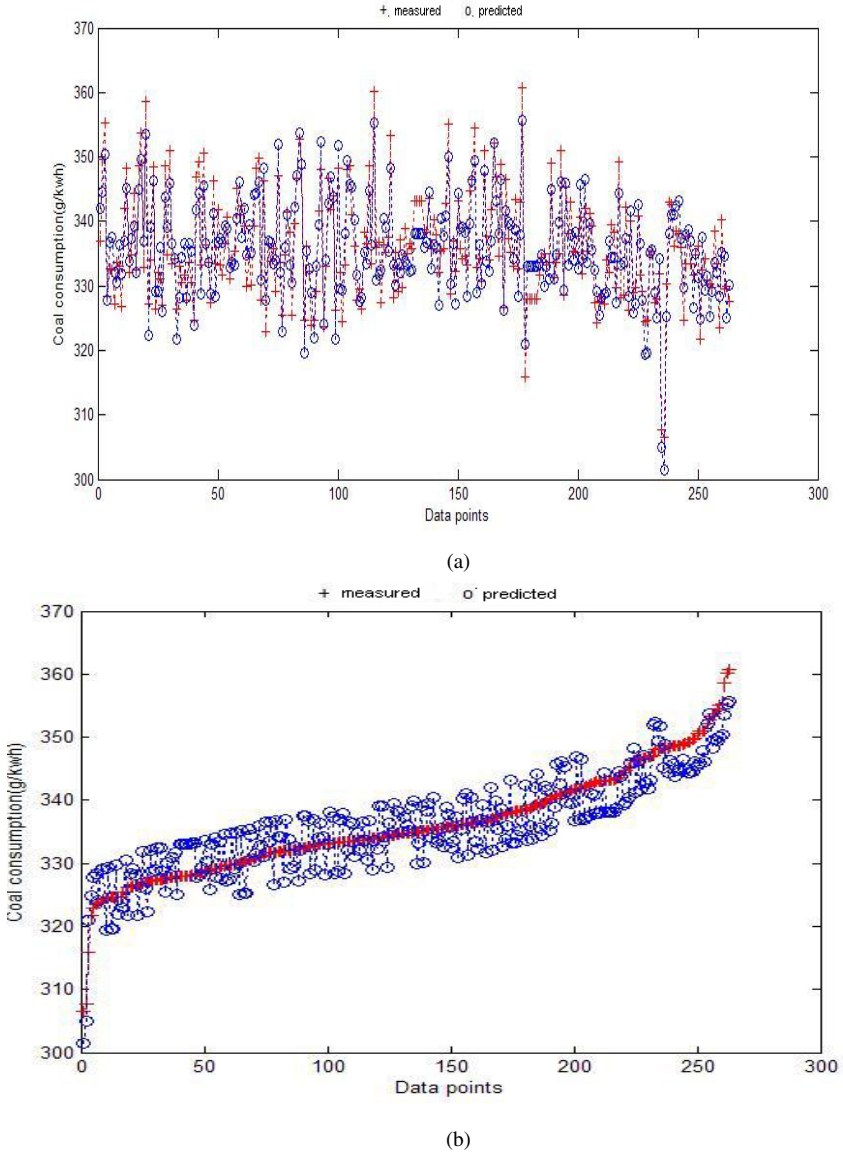 +, measured o, predicted
370
360
350
340
330
320
310
300
Coal consumption(g/kwh)
0 50 100 150 200 250 300
Data points
(a)
+ measured o predicted
370
360
350
340
330
320
310
300
Coal consumption(g/kwh)
0 50 100 150 200 250 300
Data points
(b)